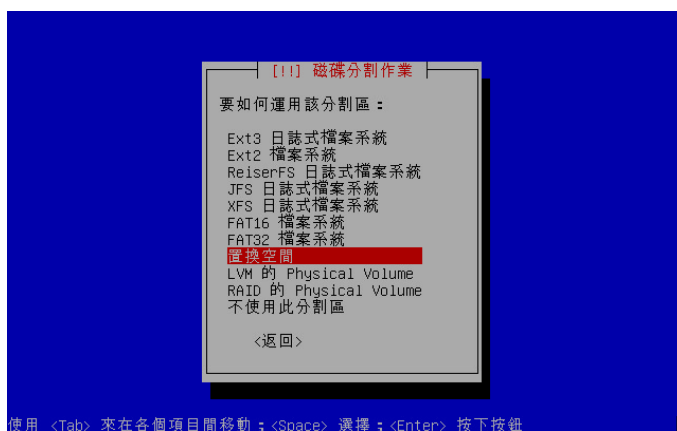 [!!] 磁碟分割作業
要如何運用該分割區：
Ext3 日誌式檔案系統
Ext2 檔案系統
ReiserFS 日誌式檔案系統
JFS 日誌式檔案系統
XFS 日誌式檔案系統
FAT16 檔案系統
FAT32 檔案系統
置換空間
LVM 的 Physical Volume
RAID 的 Physical Volume
不使用此分割區
<返回>
使用 <Tab> 來在各個項目間移動；<Space> 選擇；<Enter> 按下按鈕